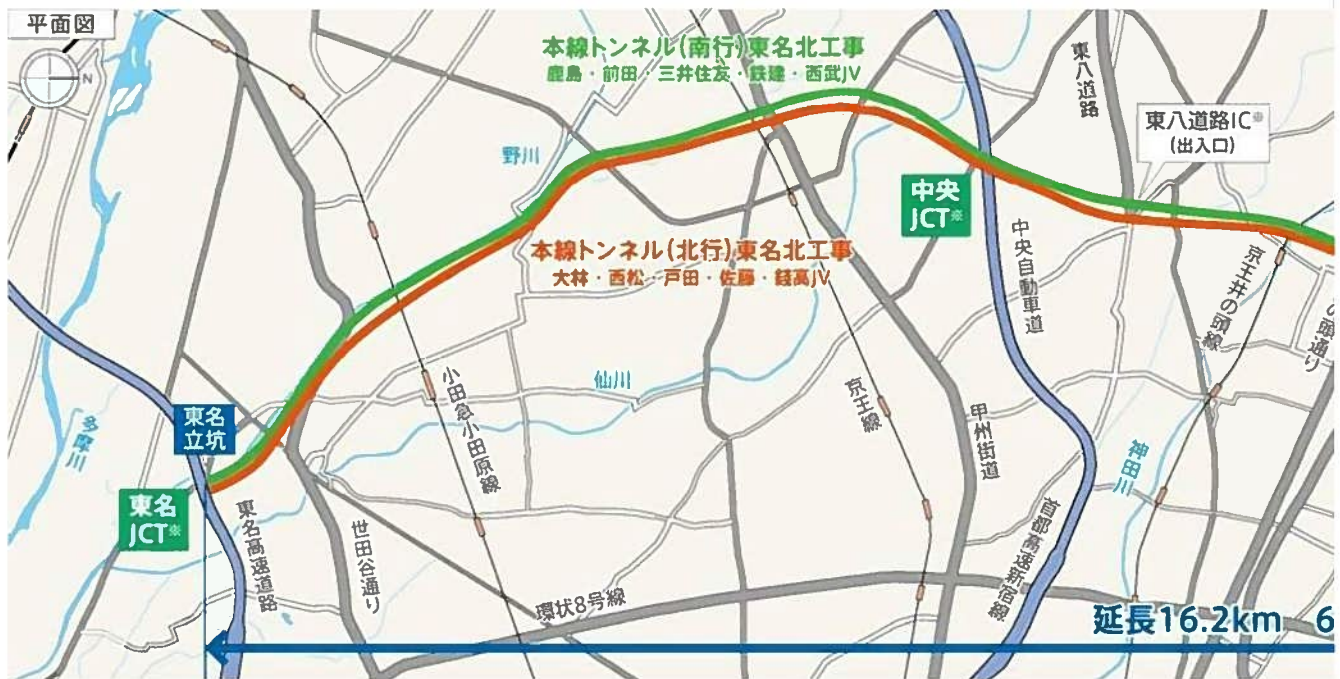 平面図
N
本線トンネル(南行)東名北工事
鹿島・前田・三井住友・鉄建・西武JV
東八道路
東八道路IC※
(出入口)
野川
中央
JCT※
本線トンネル(北行)東名北工事
大林・西松・戸田・佐藤・錢高JV
中央自動車道
京王井の頭線
の頭通り
仙川
小田急小田原線
京王線
甲州街道
東名
立坑
多摩川
神田川
東名
JCT※
東名高速道路
世田谷通り
首都高速新宿線
環状8号線
延長16.2km 6